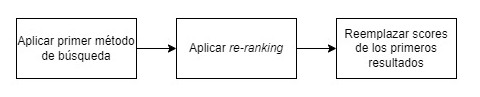 Aplicar primer método
de búsqueda
Aplicar re-ranking
Reemplazar scores
de los primeros
resultados